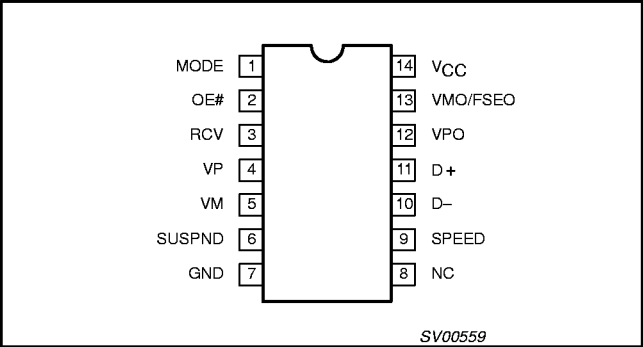 MODE 1 14 VCC
OE# 2 13 VMO/FSEO
RCV 3 12 VPO
VP 4 11 D+
VM 5 10 D–
SUSPND 6 9 SPEED
GND 7 8 NC
SV00559